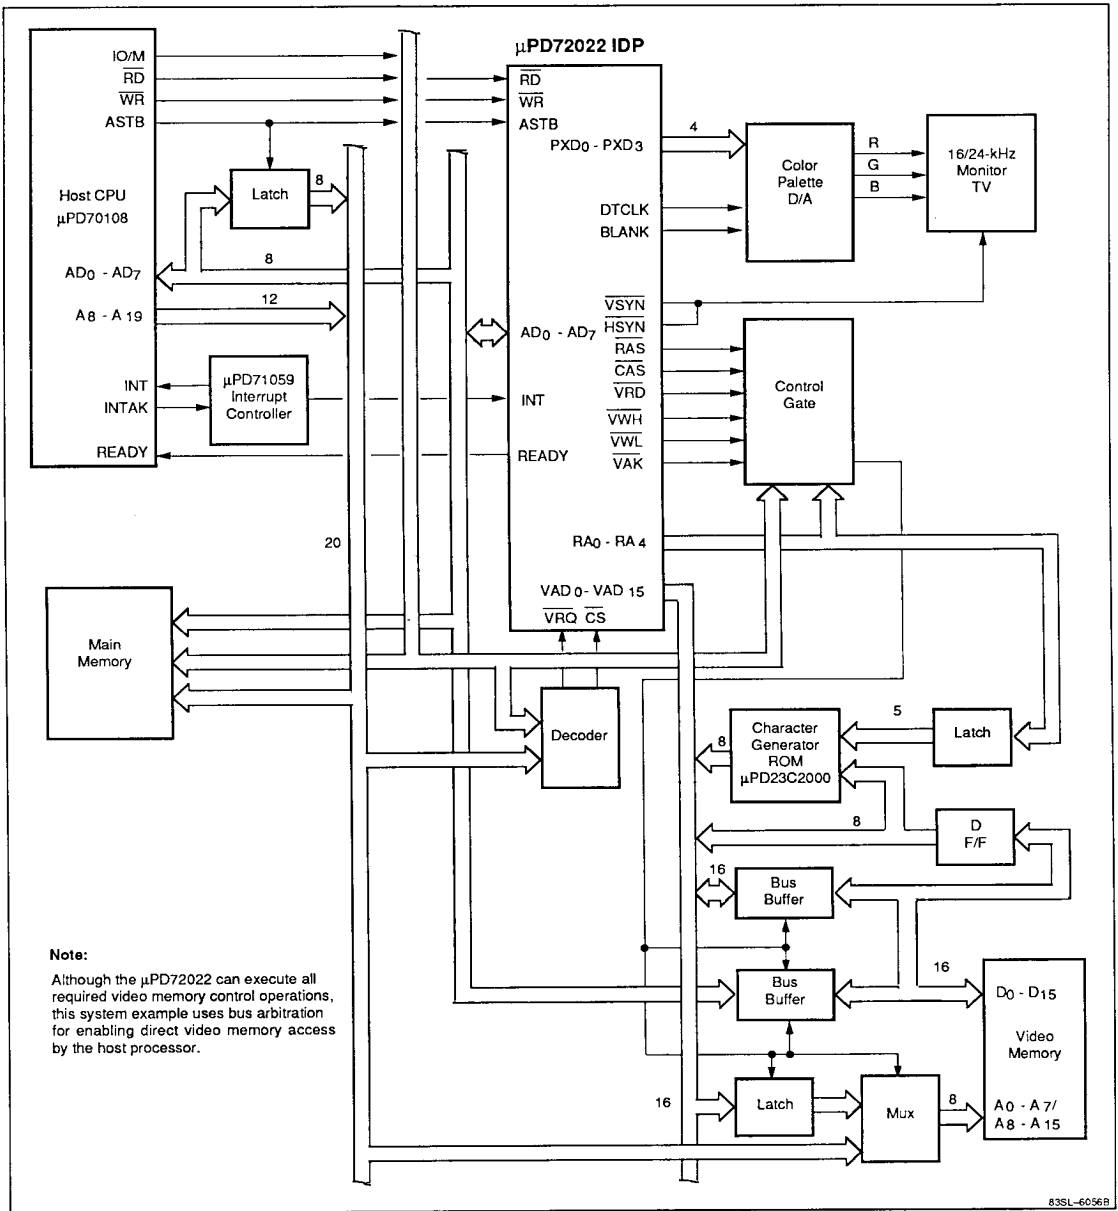 µPD72022 IDP
IO/M
RD
WR
ASTB
Host CPU
µPD70108
AD0 - AD7
A8 - A19
INT
INTAK
READY
Latch
8
8
12
µPD71059
Interrupt
Controller
RD
WR
ASTB
PXD0 - PXD3
DTCLK
BLANK
VSYN
HSYN
AD0 - AD7
RAS
CAS
VRD
INT
VWH
VWL
READY
VAK
RA0 - RA4
VAD0 - VAD15
VRQ CS
4
Color
Palette
D/A
R
G
B
16/24-kHz
Monitor
TV
Control
Gate
20
Main
Memory
Decoder
8
Character
Generator
ROM
µPD23C2000
5
Latch
8
D
F/F
16
Bus
Buffer
Bus
Buffer
16
D0 - D15
Video
Memory
A0 - A7/
A8 - A15
16
Latch
Mux
8
Note:
Although the µPD72022 can execute all
required video memory control operations,
this system example uses bus arbitration
for enabling direct video memory access
by the host processor.
83SL-6056B